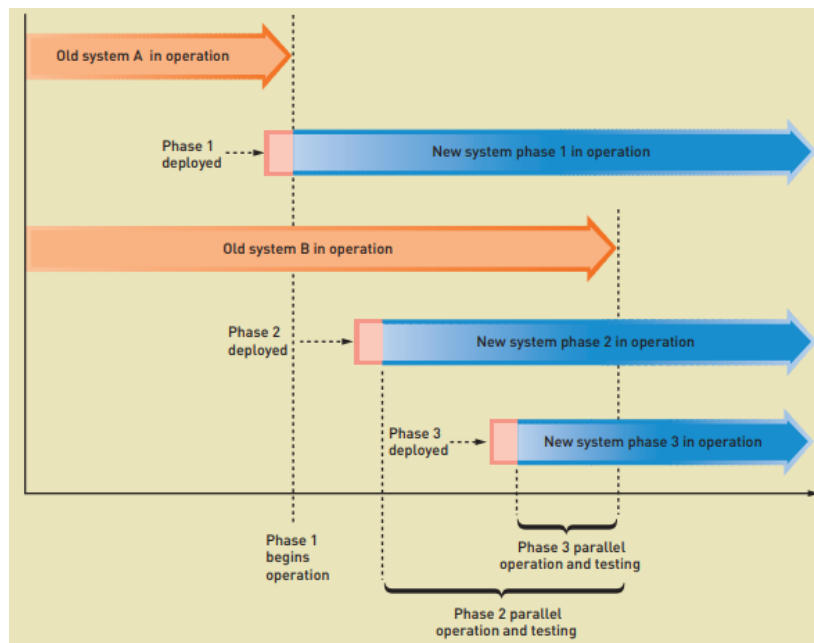 Old system A in operation
Phase 1
deployed
New system phase 1 in operation
Old system B in operation
Phase 2
deployed
New system phase 2 in operation
Phase 3
deployed
New system phase 3 in operation
Phase 1
begins
operation
Phase 3 parallel
operation and testing
Phase 2 parallel
operation and testing